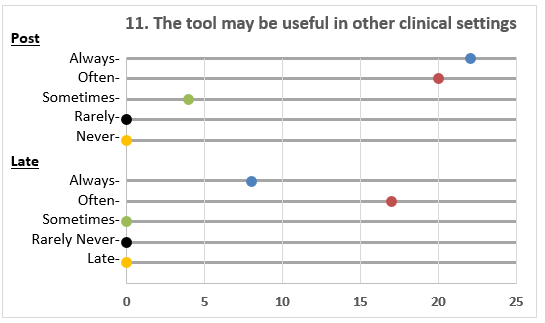 11. The tool may be useful in other clinical settings
Post
Always-
Often-
Sometimes-
Rarely-
Never-
Late
Always-
Often-
Sometimes-
Rarely Never-
Late-
0 5 10 15 20 25